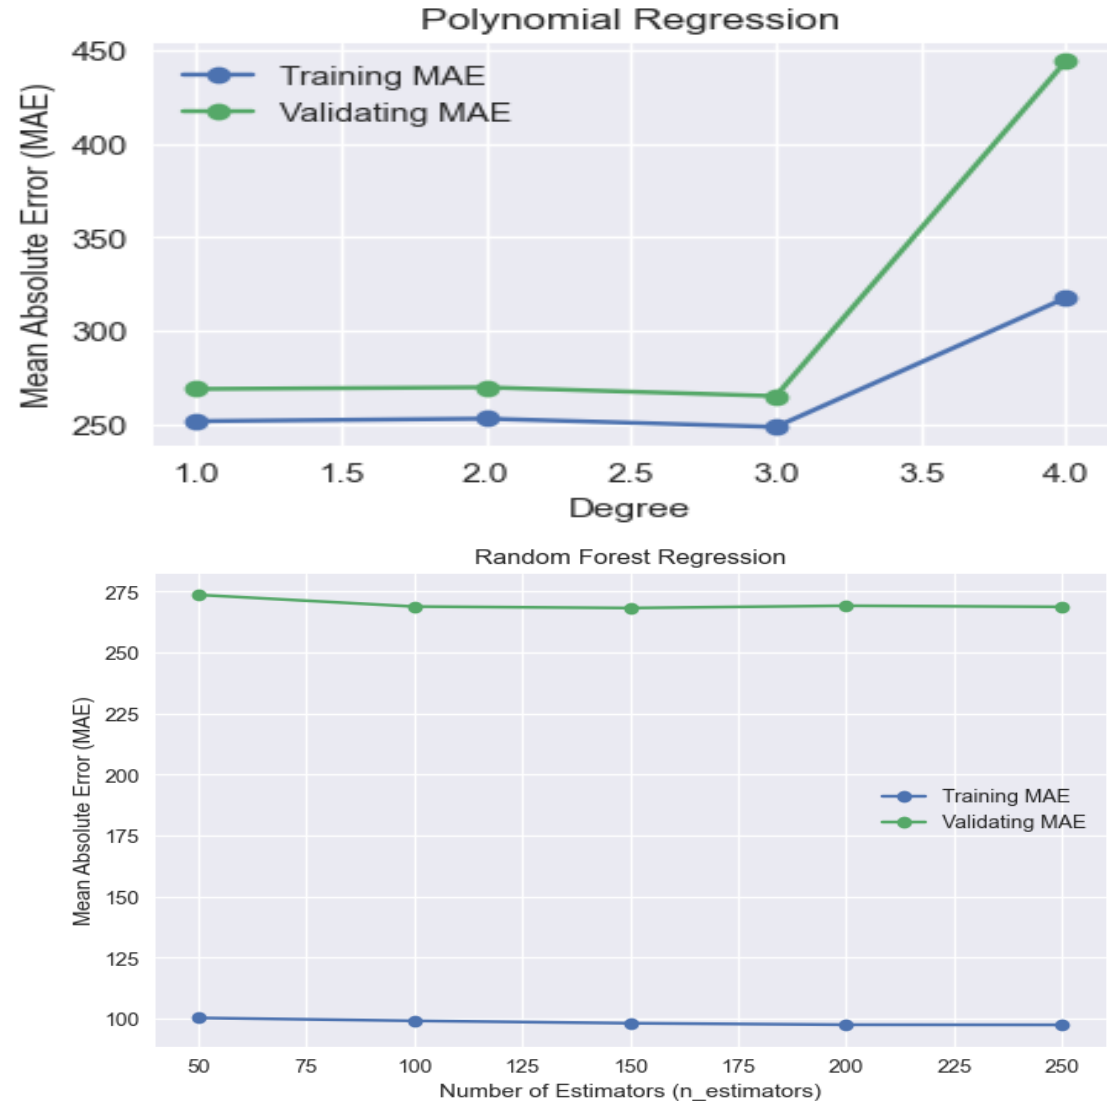 Polynomial Regression
Mean Absolute Error (MAE)
450
400
350
300
250
Training MAE
Validating MAE
1.0 1.5 2.0 2.5 3.0 3.5 4.0
Degree
Random Forest Regression
Mean Absolute Error (MAE)
275
250
225
200
175
150
125
100
Training MAE
Validating MAE
50 75 100 125 150 175 200 225 250
Number of Estimators (n_estimators)